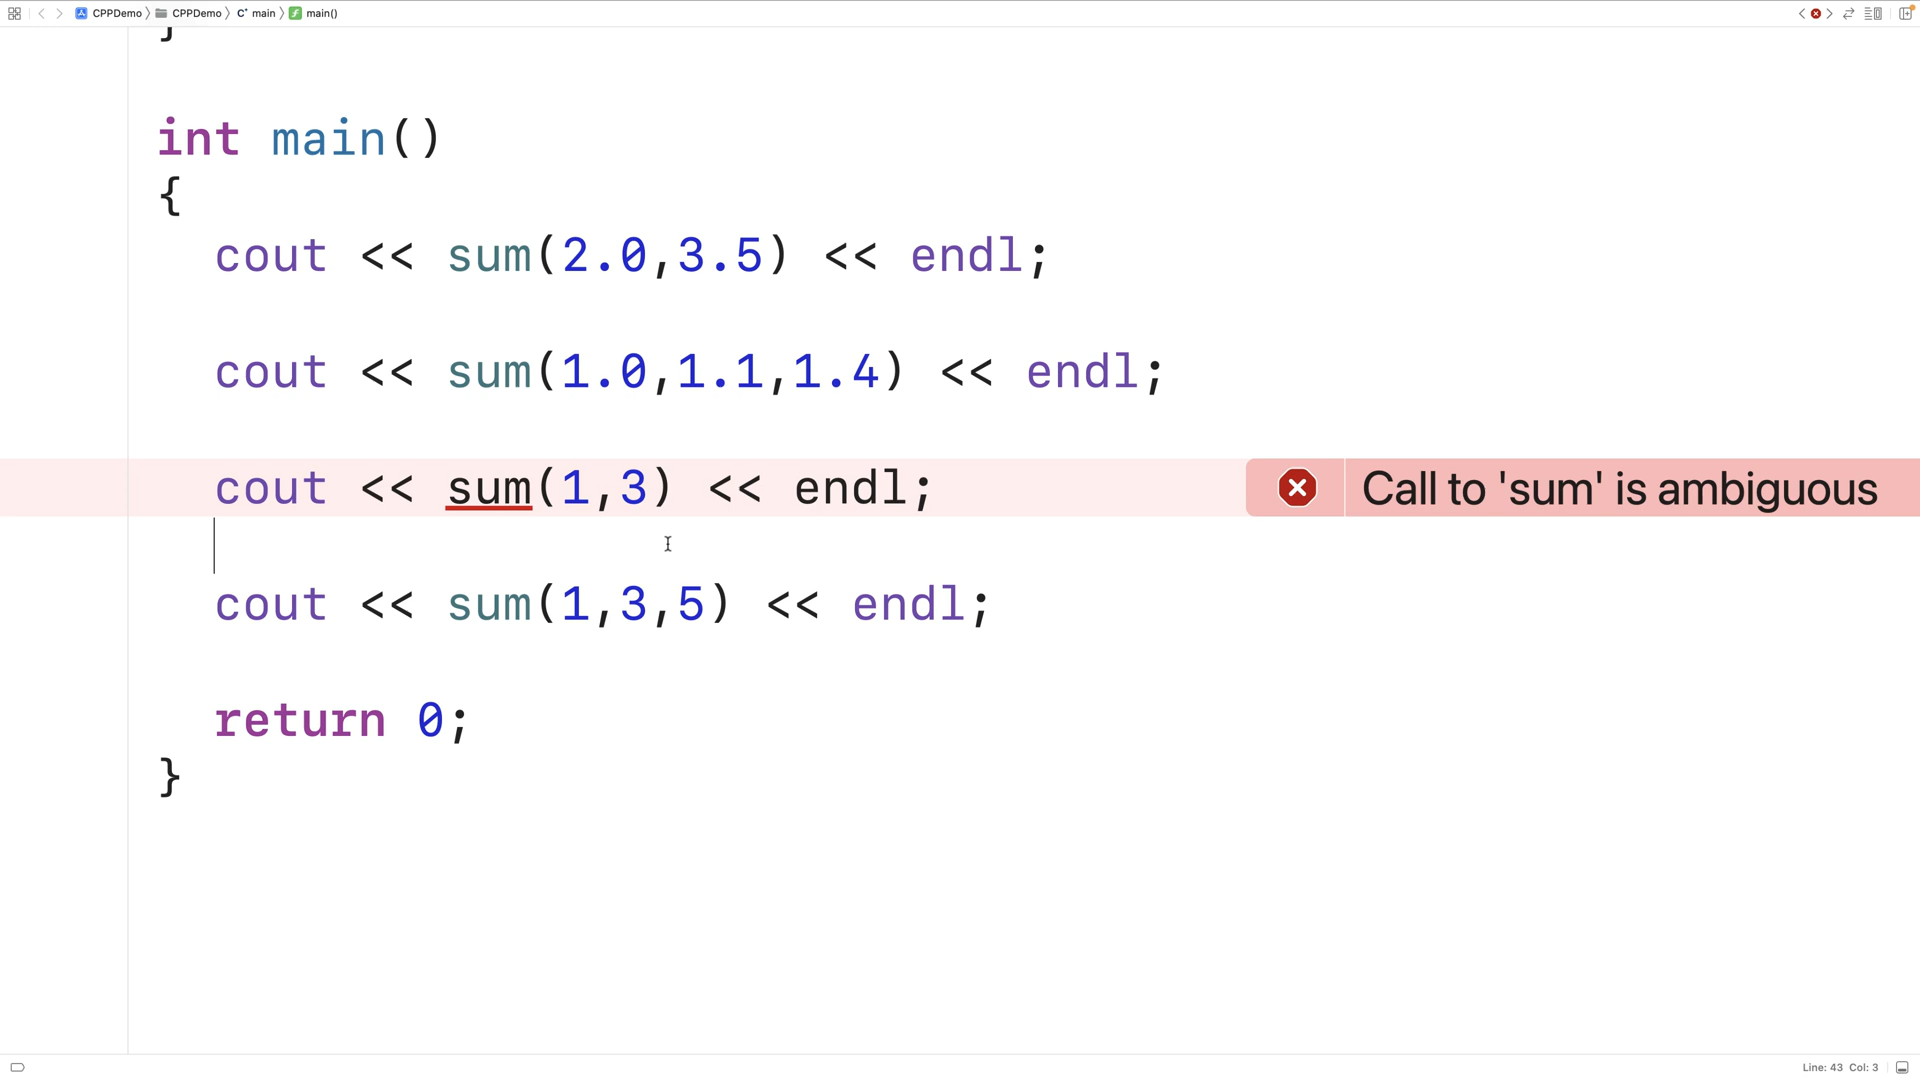 CPPDemo 〉 CPPDemo 〉 C+ main 〉 f main()
}
int main()
{
cout << sum(2.0,3.5) << endl;
cout << sum(1.0,1.1,1.4) << endl;
cout << sum(1,3) << endl; Call to 'sum' is ambiguous
cout << sum(1,3,5) << endl;
return 0;
}
Line: 43 Col: 3